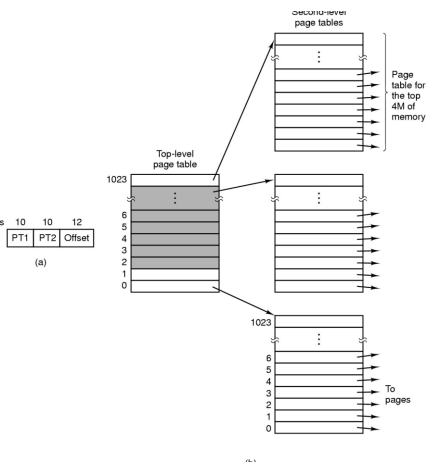 Second-level
page tables
Page
table for
the top
4M of
memory
Top-level
page table
1023
6
5
4
3
2
1
0
s 10 10 12
PT1 PT2 Offset
(a)
1023
6
5
4
3
2
1
0
To
pages
(b)